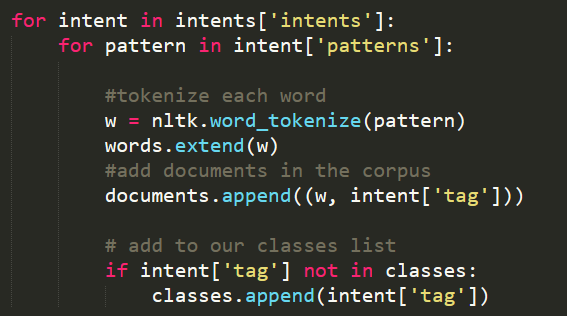 for intent in intents['intents']:
    for pattern in intent['patterns']:

        #tokenize each word
        w = nltk.word_tokenize(pattern)
        words.extend(w)
        #add documents in the corpus
        documents.append((w, intent['tag']))

        # add to our classes list
        if intent['tag'] not in classes:
            classes.append(intent['tag'])